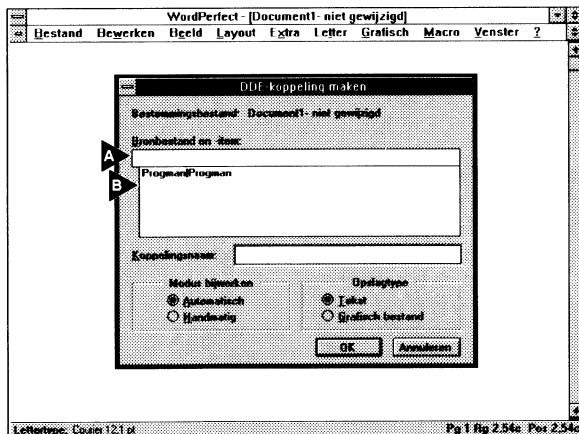 WordPerfect - [Document1 - niet gewijzigd]
Bestand Bewerken Beeld Layout Extra Letter Grafisch Macro Venster ?
DDE-koppeling maken
Bestemmingsbestand: Document1 - niet gewijzigd
Bronbestand en -item:
A
B
Progman|Progman
Koppelingsnaam:
Modus bijwerken
Opslagtype
Automatisch
Tekst
Handmatig
Grafisch bestand
OK
Annuleren
Lettertype: Courier 12,1 pt
Pg 1 Rg 2,54c Pos 2,54c